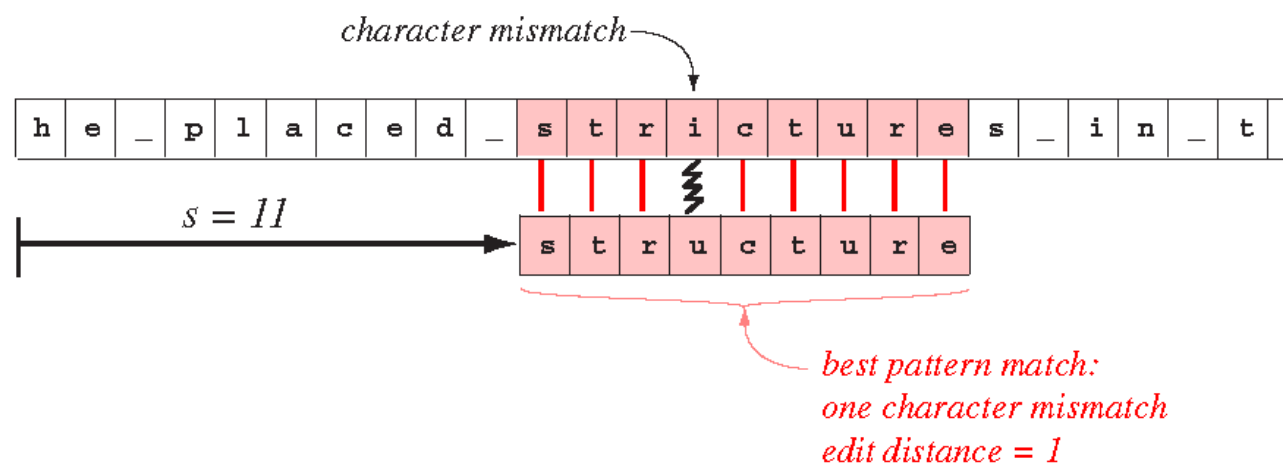 character mismatch
h e _ p l a c e d _ s t r i c t u r e s _ i n _ t
s = 11
s t r u c t u r e
best pattern match:
one character mismatch
edit distance = 1